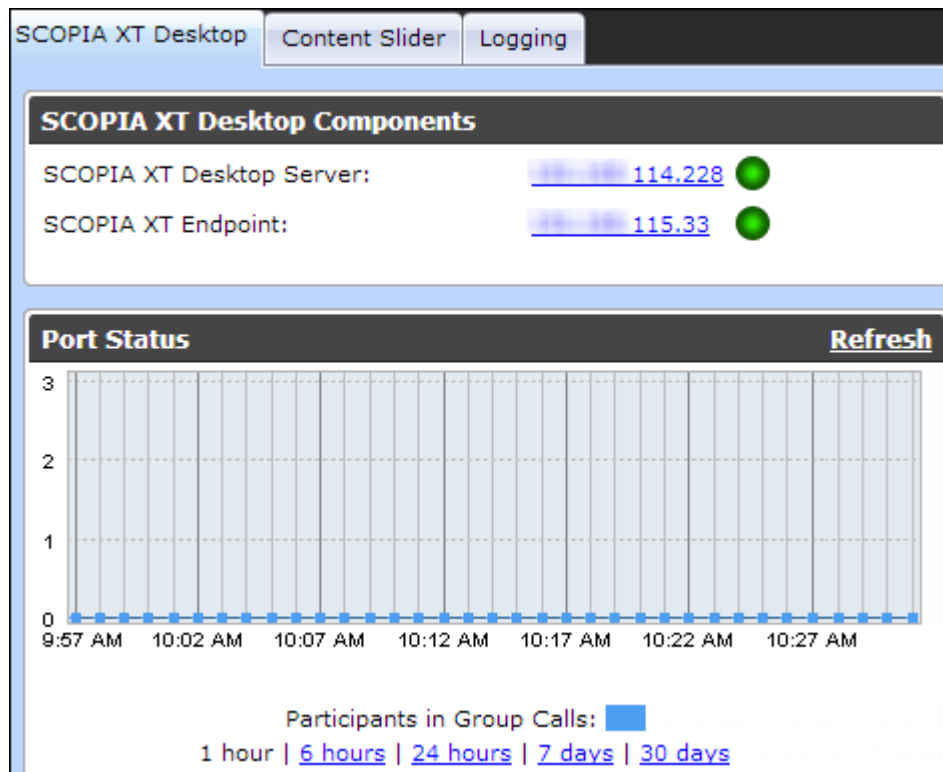 SCOPIA XT Desktop Content Slider Logging
SCOPIA XT Desktop Components
SCOPIA XT Desktop Server: 114.228
SCOPIA XT Endpoint: 115.33
Port Status Refresh
3
2
1
0
9:57 AM 10:02 AM 10:07 AM 10:12 AM 10:17 AM 10:22 AM 10:27 AM
Participants in Group Calls:
1 hour | 6 hours | 24 hours | 7 days | 30 days